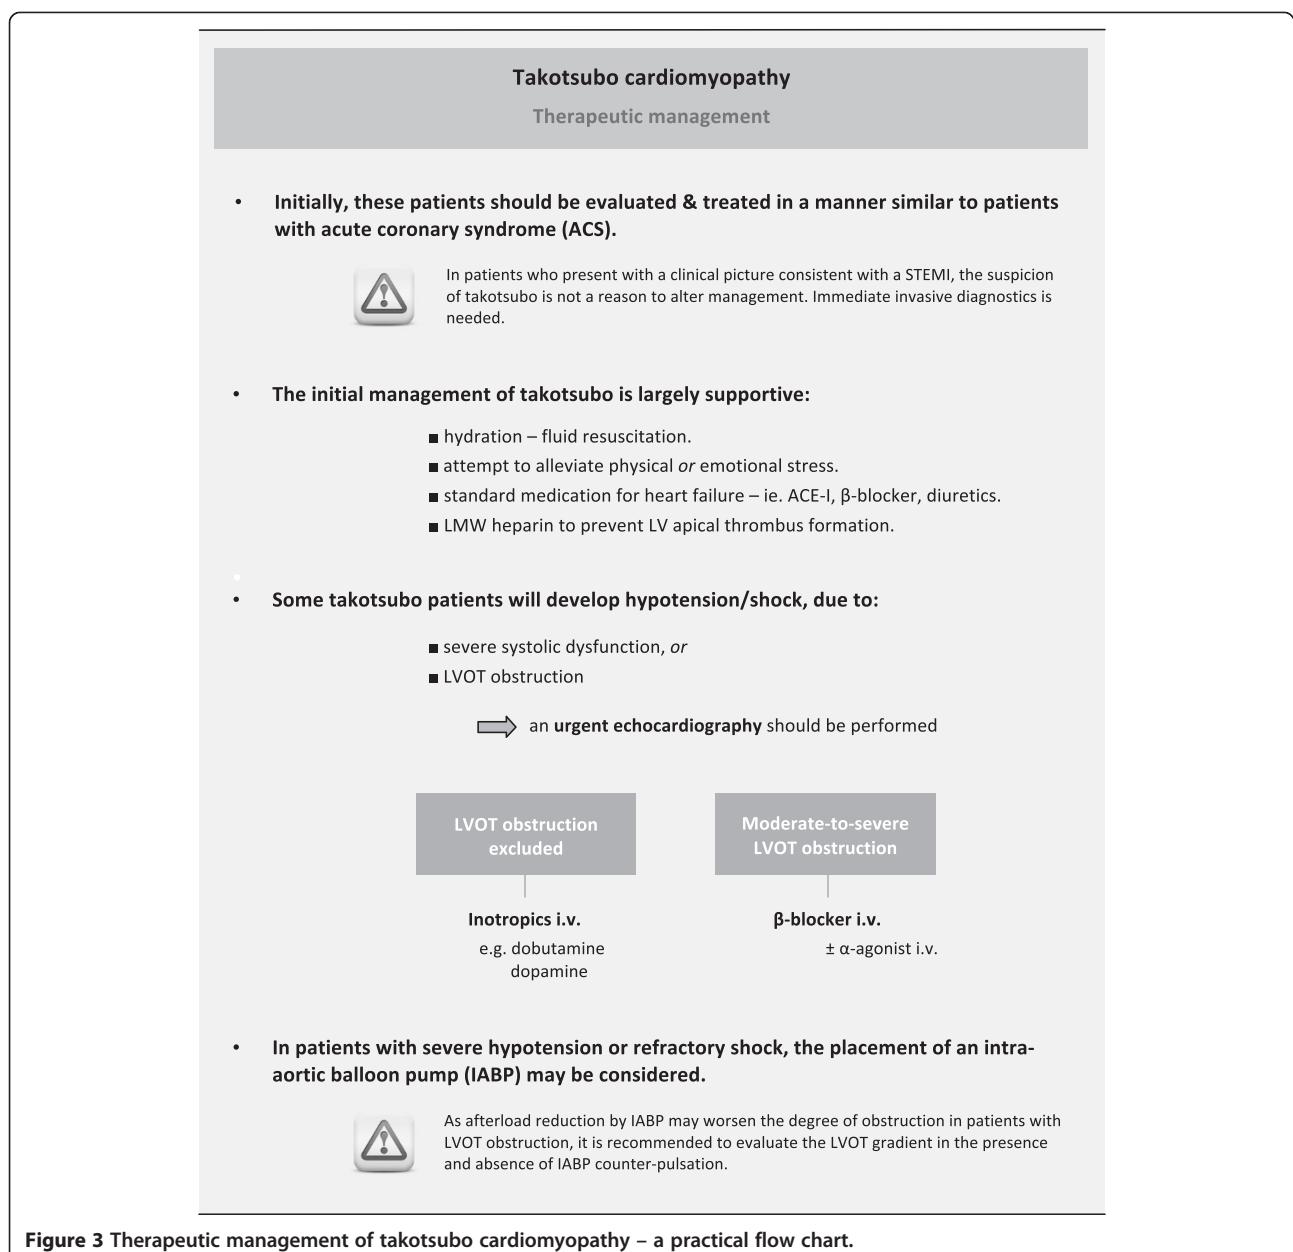 Takotsubo cardiomyopathy
Therapeutic management
• Initially, these patients should be evaluated & treated in a manner similar to patients
with acute coronary syndrome (ACS).
In patients who present with a clinical picture consistent with a STEMI, the suspicion
of takotsubo is not a reason to alter management. Immediate invasive diagnostics is
needed.
• The initial management of takotsubo is largely supportive:
■ hydration – fluid resuscitation.
■ attempt to alleviate physical or emotional stress.
■ standard medication for heart failure – ie. ACE-I, β-blocker, diuretics.
■ LMW heparin to prevent LV apical thrombus formation.
• Some takotsubo patients will develop hypotension/shock, due to:
■ severe systolic dysfunction, or
■ LVOT obstruction
an urgent echocardiography should be performed
LVOT obstruction
excluded
Inotropics i.v.
e.g. dobutamine
dopamine
Moderate-to-severe
LVOT obstruction
β-blocker i.v.
± α-agonist i.v.
• In patients with severe hypotension or refractory shock, the placement of an intra-
aortic balloon pump (IABP) may be considered.
As afterload reduction by IABP may worsen the degree of obstruction in patients with
LVOT obstruction, it is recommended to evaluate the LVOT gradient in the presence
and absence of IABP counter-pulsation.
Figure 3 Therapeutic management of takotsubo cardiomyopathy – a practical flow chart.